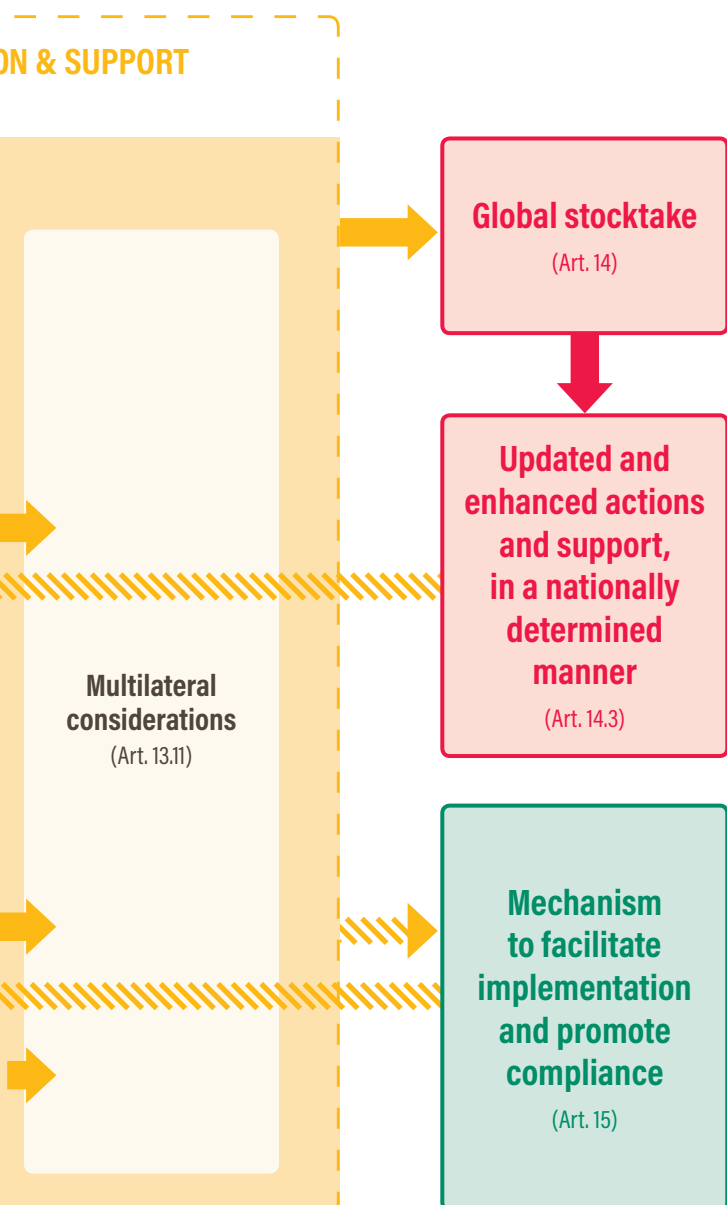 & SUPPORT
Global stocktake
(Art. 14)
Updated and
enhanced actions
and support,
in a nationally
determined
manner
(Art. 14.3)
Multilateral
considerations
(Art. 13.11)
Mechanism
to facilitate
implementation
and promote
compliance
(Art. 15)